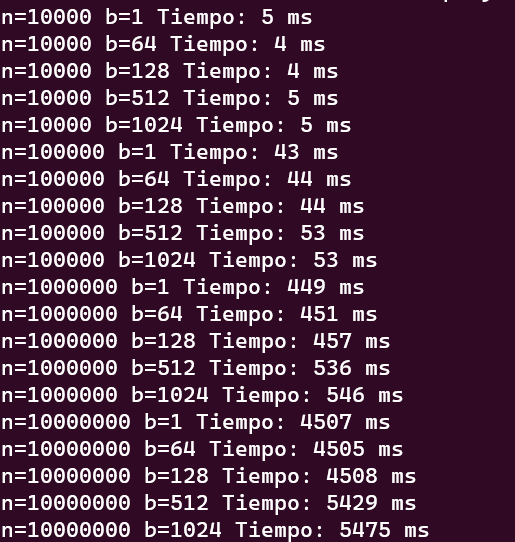 n=10000 b=1 Tiempo: 5 ms
n=10000 b=64 Tiempo: 4 ms
n=10000 b=128 Tiempo: 4 ms
n=10000 b=512 Tiempo: 5 ms
n=10000 b=1024 Tiempo: 5 ms
n=100000 b=1 Tiempo: 43 ms
n=100000 b=64 Tiempo: 44 ms
n=100000 b=128 Tiempo: 44 ms
n=100000 b=512 Tiempo: 53 ms
n=100000 b=1024 Tiempo: 53 ms
n=1000000 b=1 Tiempo: 449 ms
n=1000000 b=64 Tiempo: 451 ms
n=1000000 b=128 Tiempo: 457 ms
n=1000000 b=512 Tiempo: 536 ms
n=1000000 b=1024 Tiempo: 546 ms
n=10000000 b=1 Tiempo: 4507 ms
n=10000000 b=64 Tiempo: 4505 ms
n=10000000 b=128 Tiempo: 4508 ms
n=10000000 b=512 Tiempo: 5429 ms
n=10000000 b=1024 Tiempo: 5475 ms